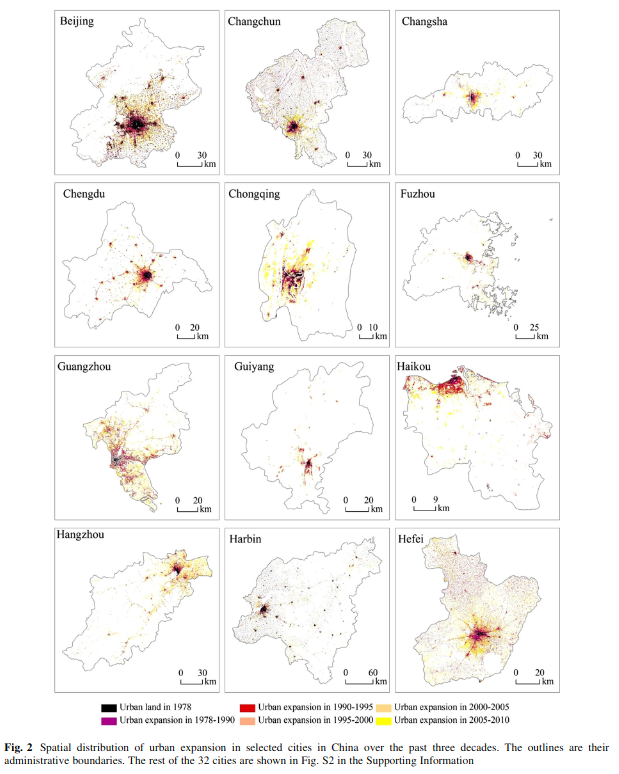 Beijing
0 30
km
Changchun
0 30
km
Changsha
0 30
km
Chengdu
0 20
km
Chongqing
0 10
km
Fuzhou
0 25
km
Guangzhou
0 20
km
Guiyang
0 20
km
Haikou
0 9
km
Hangzhou
0 30
km
Harbin
0 60
km
Hefei
0 20
km
Urban land in 1978
Urban expansion in 1990-1995
Urban expansion in 2000-2005
Urban expansion in 1978-1990
Urban expansion in 1995-2000
Urban expansion in 2005-2010
Fig. 2 Spatial distribution of urban expansion in selected cities in China over the past three decades. The outlines are their
administrative boundaries. The rest of the 32 cities are shown in Fig. S2 in the Supporting Information